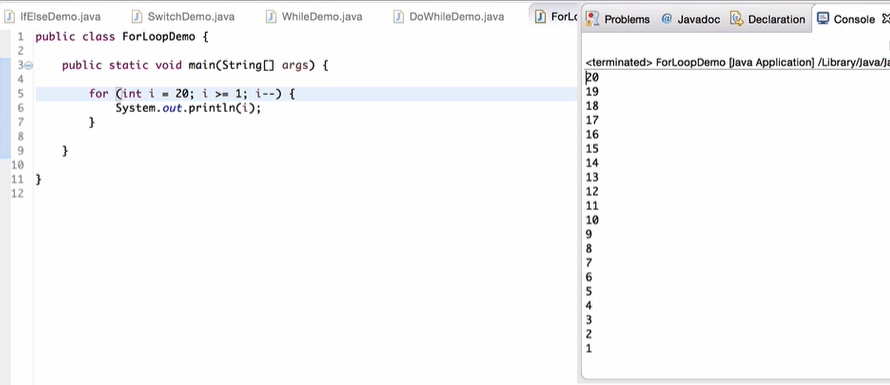 IfElseDemo.java
SwitchDemo.java
WhileDemo.java
DoWhileDemo.java
ForLo
1 public class ForLoopDemo {
2
3 public static void main(String[] args) {
4
5 for (int i = 20; i >= 1; i--) {
6 System.out.println(i);
7 }
8
9 }
10
11 }
12
Problems @ Javadoc Declaration Console
<terminated> ForLoopDemo [Java Application] /Library/Java/Ja
20
19
18
17
16
15
14
13
12
11
10
9
8
7
6
5
4
3
2
1